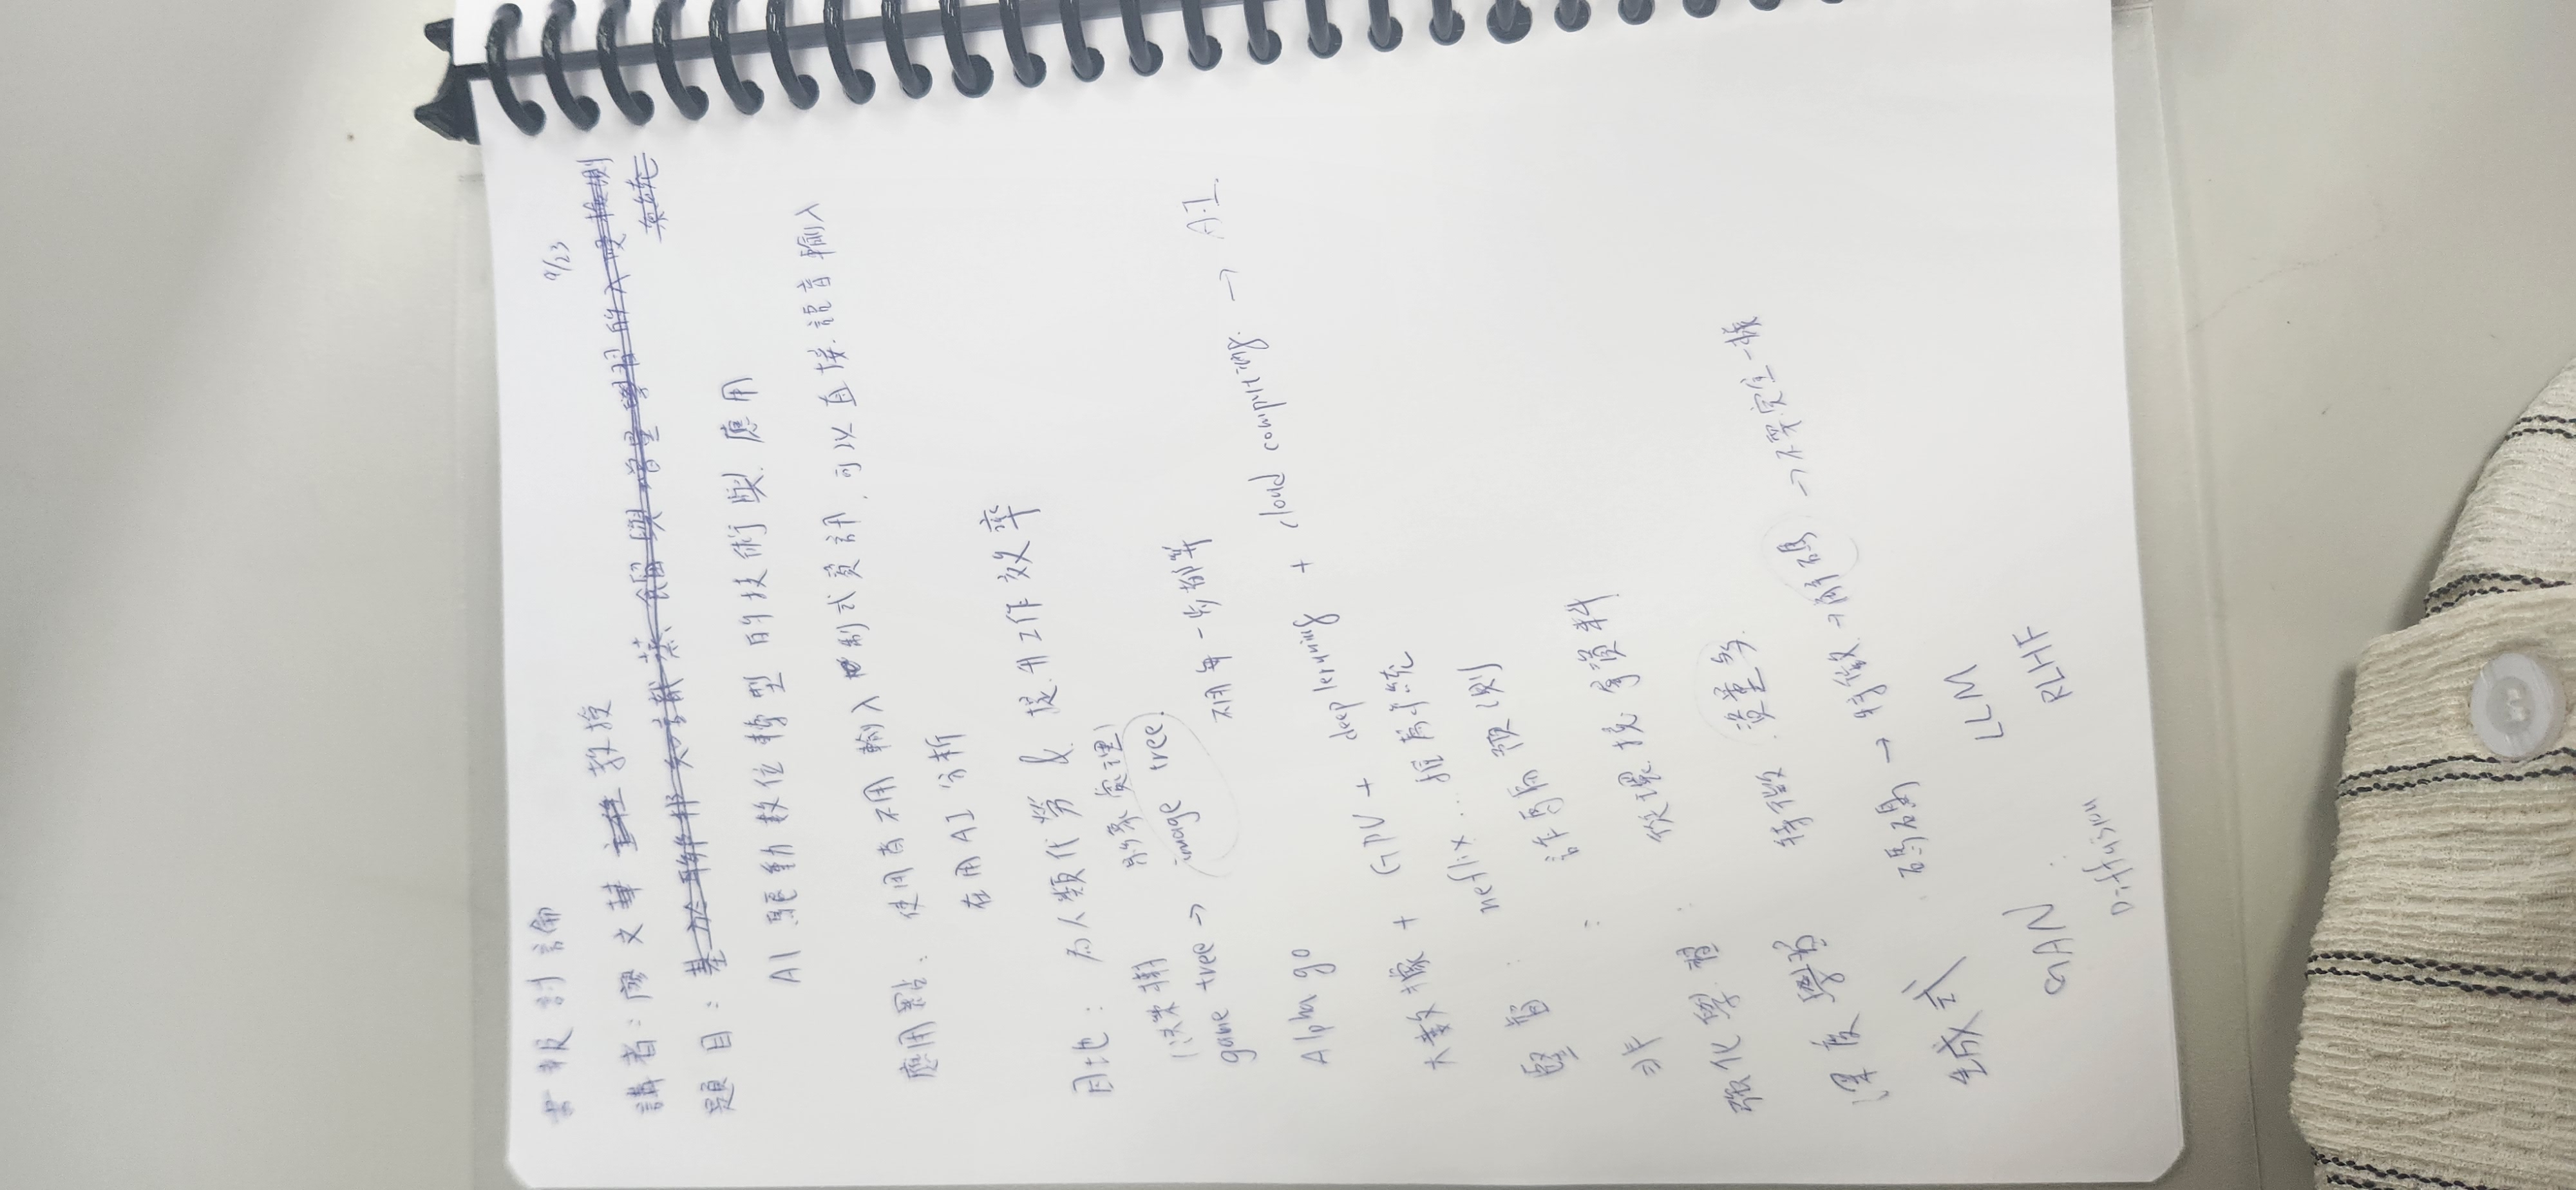 書報討論
9/23
講者：廖文華 主任 教授
題目：基於聯邦知識蒸餾與增量學習的入侵檢測
系統
AI 驅動數位轉型的技術與應用
應用點：使用者不用輸入制式資訊，可以直接語音輸入
在用AI分析
目地：為人類代勞 & 提升工作效率
決策樹 影象處理
game tree → image tree
不用每一步都算
Alpha go
大數據 + GPU + deep lerning + cloud computing → AI
監督：neflix... 推薦系統
非：詐騙預測
強化學習：從環境拿資料
深度學習 特徵 資量多
生成式 碼碼 → 特徵 → 解碼 → 不要完全一樣
GAN LLM
Diffusion RLHF